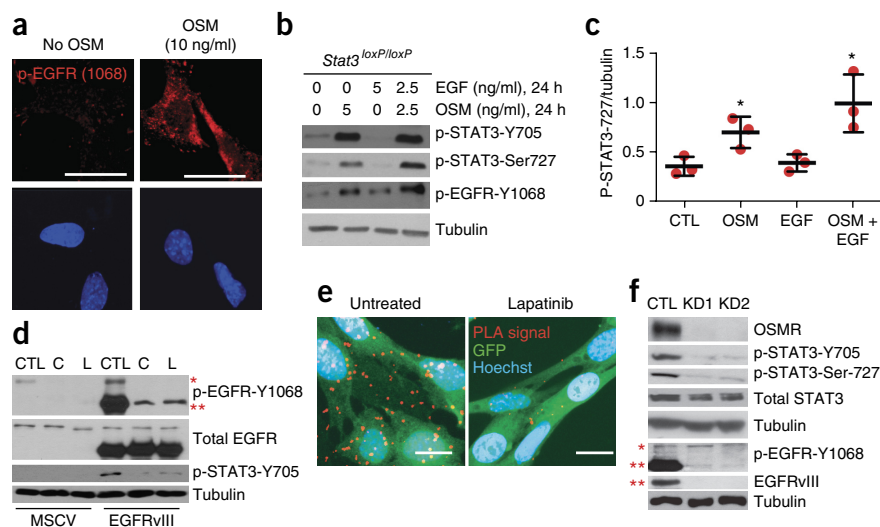 a
No OSM
OSM
(10 ng/ml)
p-EGFR (1068)
b
Stat3 loxP/loxP
0 0 5 2.5 EGF (ng/ml), 24 h
0 5 0 2.5 OSM (ng/ml), 24 h
p-STAT3-Y705
p-STAT3-Ser727
p-EGFR-Y1068
Tubulin
c
P-STAT3-727/tubulin
1.5
1.0
0.5
0
* *
CTL OSM EGF OSM +
EGF
d
CTL C L CTL C L
*
p-EGFR-Y1068
**
Total EGFR
p-STAT3-Y705
Tubulin
MSCV EGFRvIII
e
Untreated Lapatinib
PLA signal
GFP
Hoechst
f
CTL KD1 KD2
OSMR
p-STAT3-Y705
p-STAT3-Ser-727
Total STAT3
Tubulin
*
p-EGFR-Y1068
**
** EGFRvIII
Tubulin